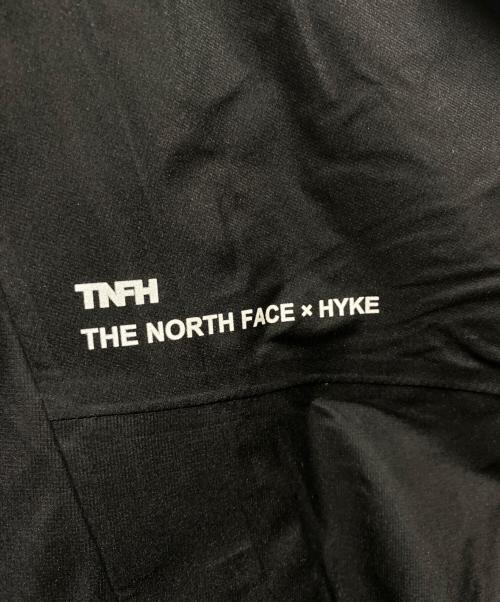 TNFH
THE NORTH FACE × HYKE